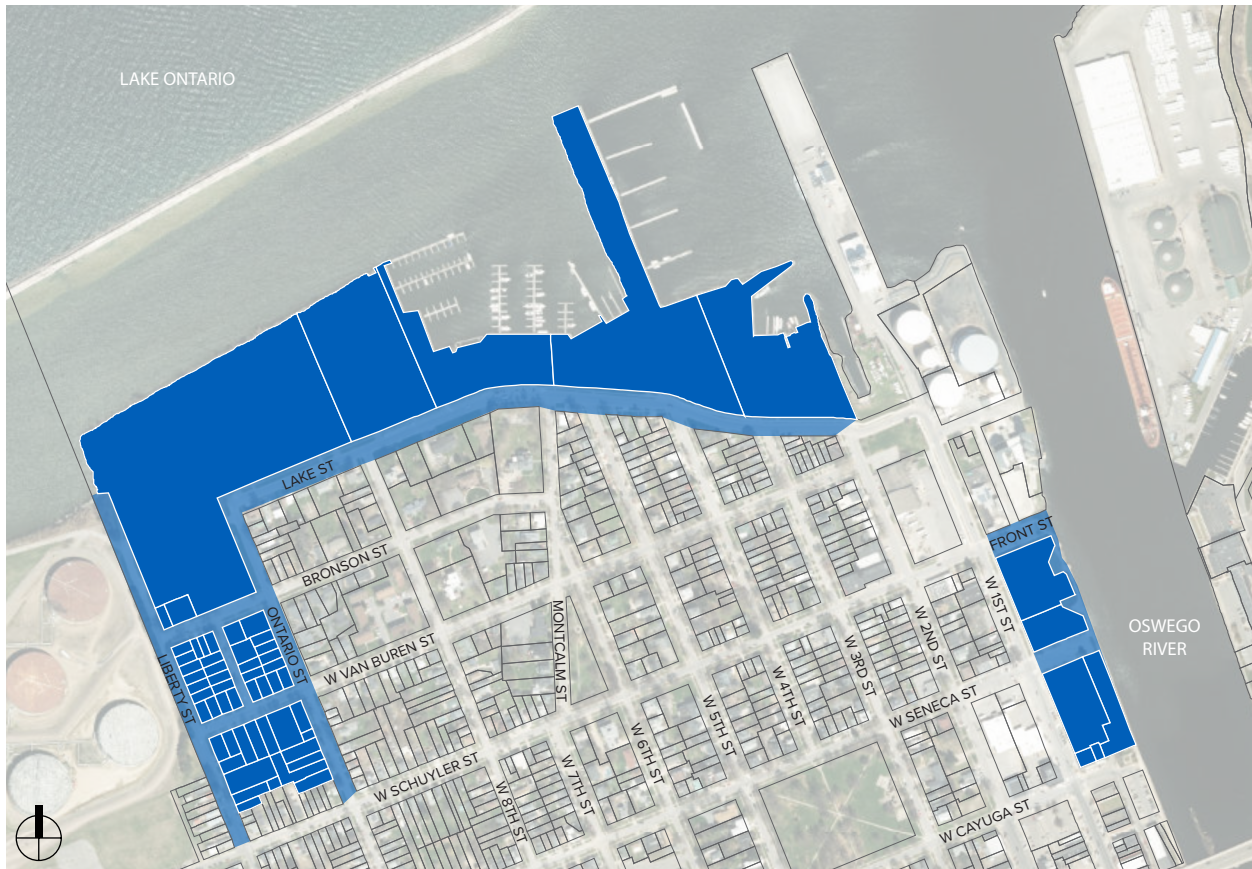 LAKE ONTARIO
LAKE ST
FRONT ST
BRONSON ST
W 1ST ST
ONTARIO ST
MONTCALM ST
W 2ND ST
OSWEGO
RIVER
W VAN BUREN ST
W 3RD ST
LIBERTY ST
W 4TH ST
W SENECA ST
W 5TH ST
W 6TH ST
W SCHUYLER ST
W 7TH ST
W 8TH ST
W CAYUGA ST